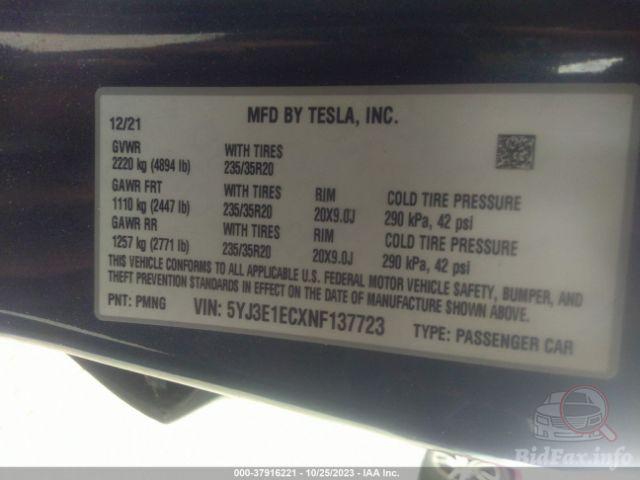 MFD BY TESLA, INC.
12/21
GVWR WITH TIRES
2220 kg (4894 lb) 235/35R20
GAWR FRT WITH TIRES RIM COLD TIRE PRESSURE
1110 kg (2447 lb) 235/35R20 20X9.0J 290 kPa, 42 psi
GAWR RR WITH TIRES RIM COLD TIRE PRESSURE
1257 kg (2771 lb) 235/35R20 20X9.0J 290 kPa, 42 psi
THIS VEHICLE CONFORMS TO ALL APPLICABLE U.S. FEDERAL MOTOR VEHICLE SAFETY, BUMPER, AND
THEFT PREVENTION STANDARDS IN EFFECT ON THE DATE OF MANUFACTURE SHOWN ABOVE.
PNT: PMNG VIN: 5YJ3E1ECXNF137723 TYPE: PASSENGER CAR
BidFax.info
000-37916221 - 10/25/2023 - IAA Inc.